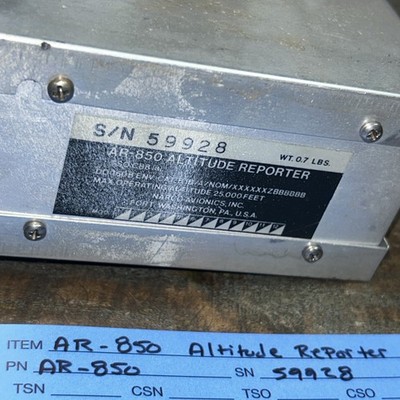 S/N 59928
WT. 0.7 LBS.
AR-850 ALTITUDE REPORTER
MAX. OPERATING ALTITUDE 25,000 FEET
NARCO AVIONICS, INC.
FORT WASHINGTON, PA., U.S.A.
ITEM AR-850 Altitude Reporter
PN AR-850 SN 59928
TSN CSN TSO CSO